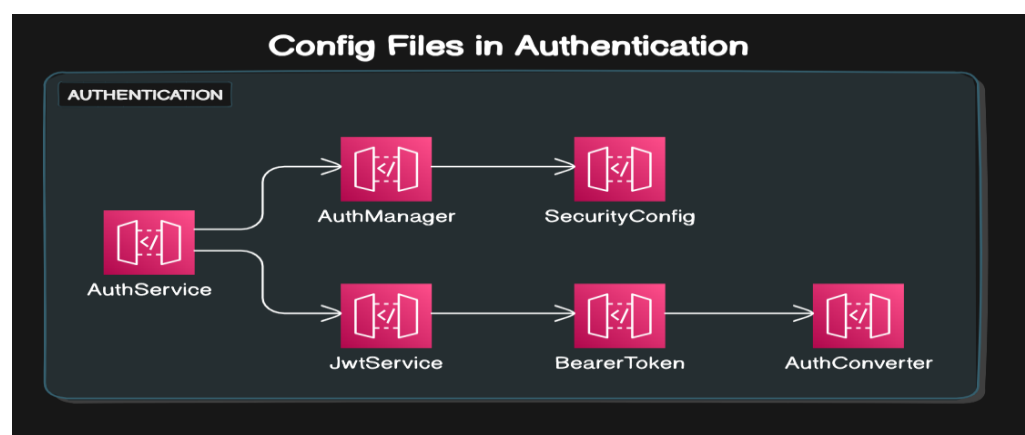 Config Files in Authentication
AUTHENTICATION
AuthManager
SecurityConfig
AuthService
JwtService
BearerToken
AuthConverter